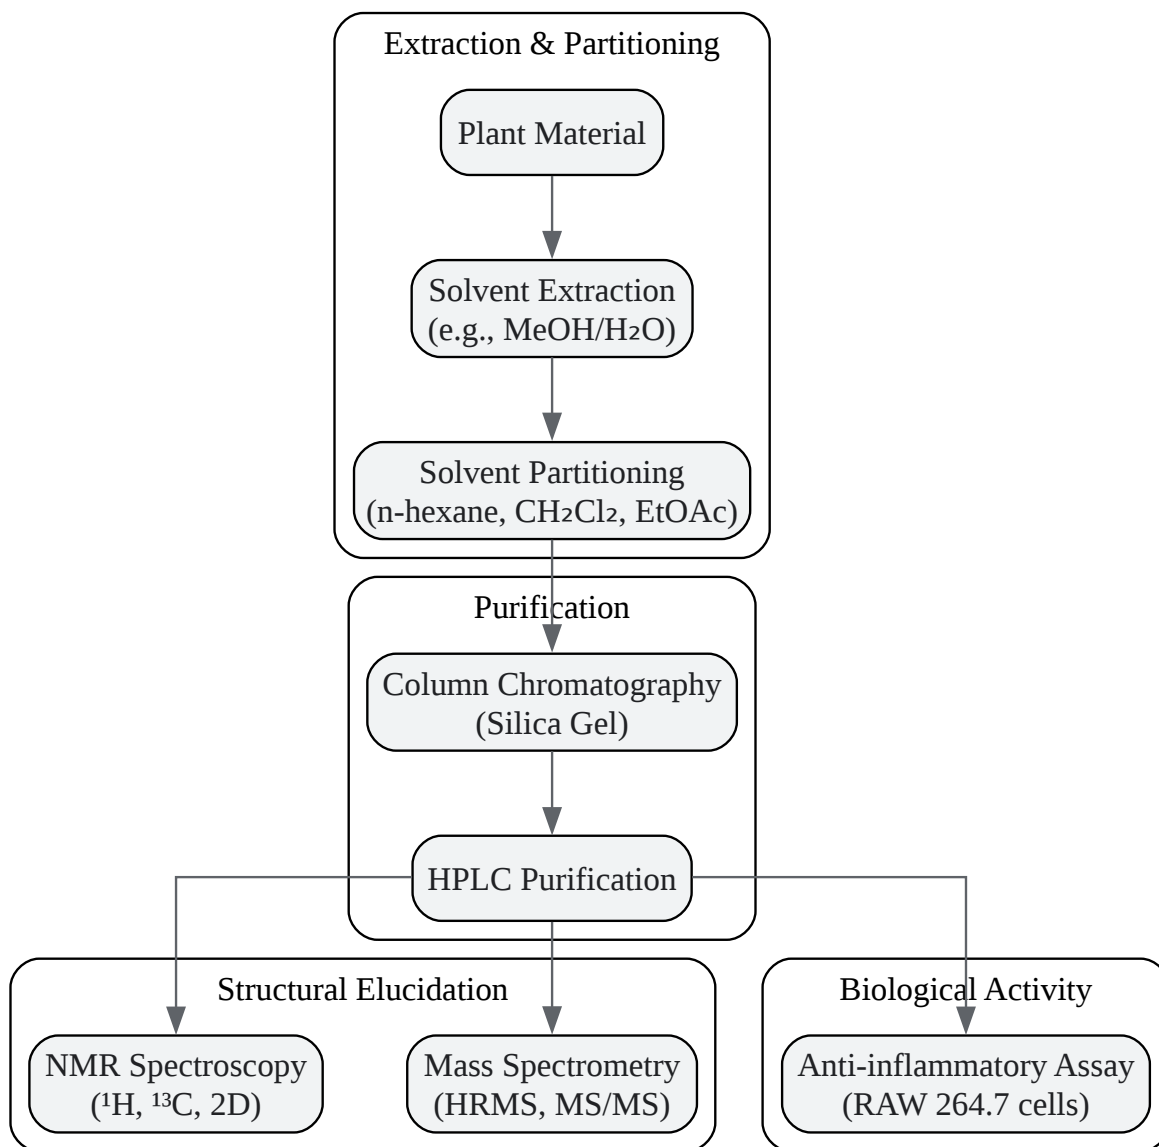 Extraction & Partitioning
Plant Material
Solvent Extraction
(e.g., MeOH/H₂O)
Solvent Partitioning
(n-hexane, CH₂Cl₂, EtOAc)
Purification
Column Chromatography
(Silica Gel)
HPLC Purification
Structural Elucidation
NMR Spectroscopy
(¹H, ¹³C, 2D)
Mass Spectrometry
(HRMS, MS/MS)
Biological Activity
Anti-inflammatory Assay
(RAW 264.7 cells)